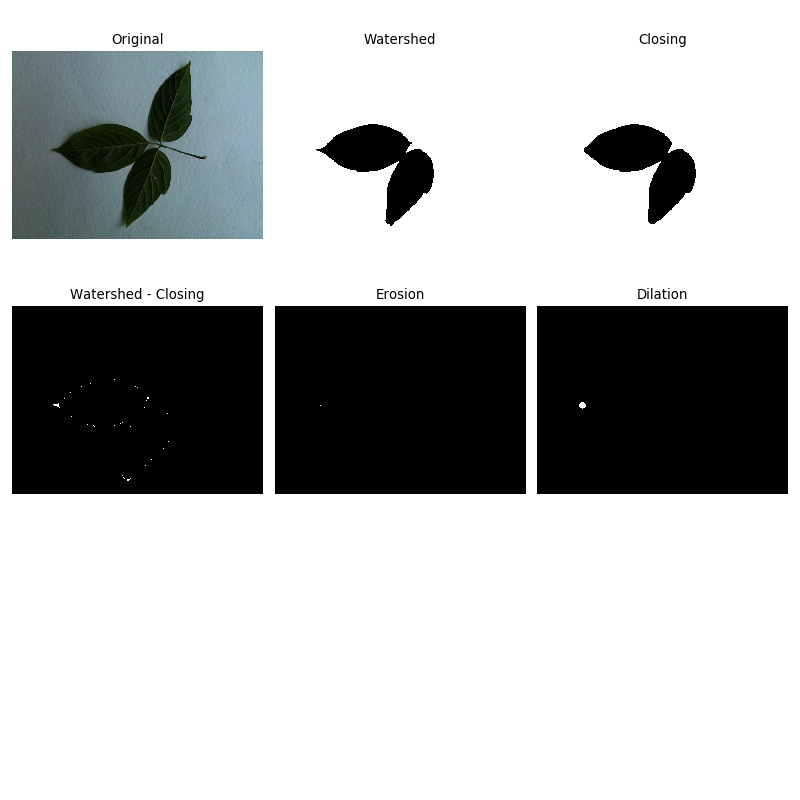 Original
Watershed
Closing
Watershed - Closing
Erosion
Dilation